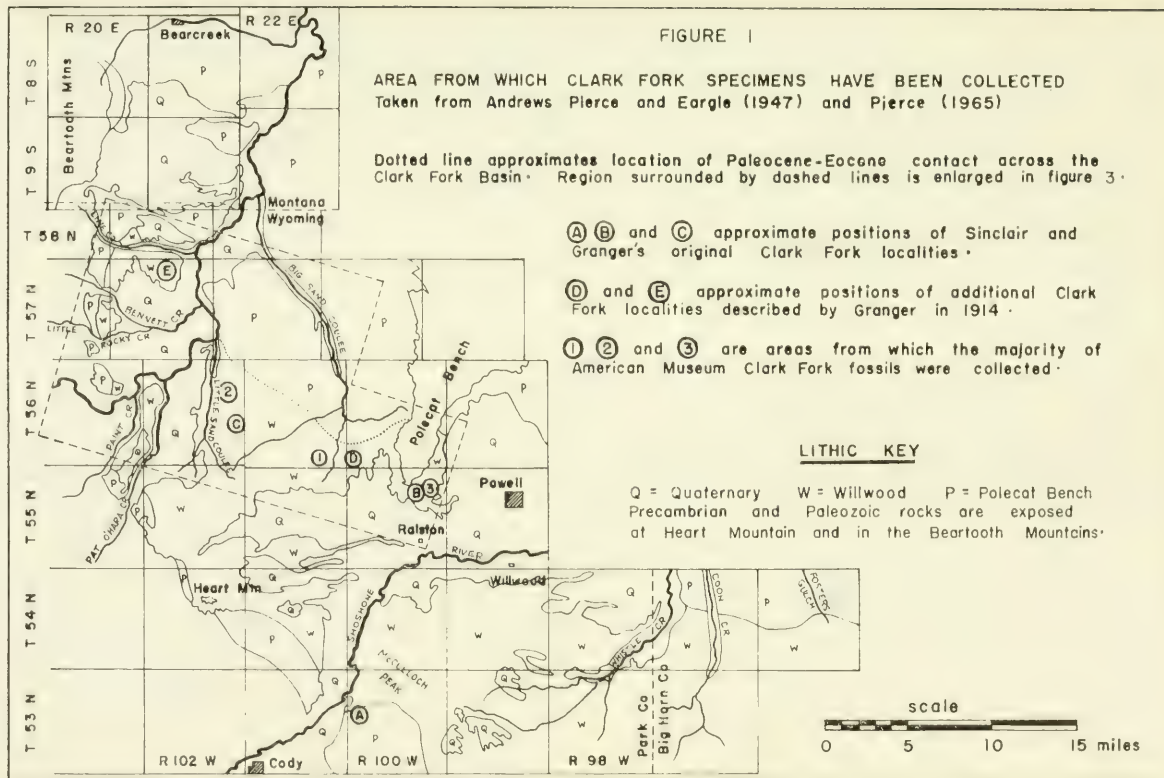 FIGURE 1
AREA FROM WHICH CLARK FORK SPECIMENS HAVE BEEN COLLECTED
Taken from Andrews Pierce and Eargle (1947) and Pierce (1965)
Dotted line approximates location of Paleocene-Eocene contact across the
Clark Fork Basin. Region surrounded by dashed lines is enlarged in figure 3.
A B and C approximate positions of Sinclair and
Granger's original Clark Fork localities.
D and E approximate positions of additional Clark
Fork localities described by Granger in 1914.
1 2 and 3 are areas from which the majority of
American Museum Clark Fork fossils were collected.
LITHIC KEY
Q = Quaternary W = Willwood P = Polecat Bench
Precambrian and Paleozoic rocks are exposed
at Heart Mountain and in the Beartooth Mountains.
scale
0 5 10 15 miles
R 20 E
R 22 E
Bearcreek
T 8 S
Beartooth Mtns
P
Q
P
Q
P
T 9 S
Q
P
Montana
Wyoming
T 58 N
P
Q
P
W
Q
P
Q
W
E
BIG SAND COULEE
T 57 N
W
Q
P
BENNETT CR
LITTLE
ROCKY CR
P
Q
P
P
W
T 56 N
2
C
LITTLE SAND COULEE
P
W
Q
W
Polecat Bench
P
Q
PAINT CR
Q
1
D
W
W
W
T 55 N
B
3
Powell
P
W
Q
W
Q
Ralston
PAT O'HARA CR
RIVER
Willwood
T 54 N
P
Heart Mtn
Q
W
P
W
SHOSHONE
Q
W
W
Q
W
WHISTLE CR
P
W
COON CR
P
W
FOSTERS GULCH
T 53 N
McCULLOCH
PEAK
Q
A
Q
P
Q
W
W
Q
W
Park Co
Big Horn Co
R 102 W
Cody
R 100 W
R 98 W